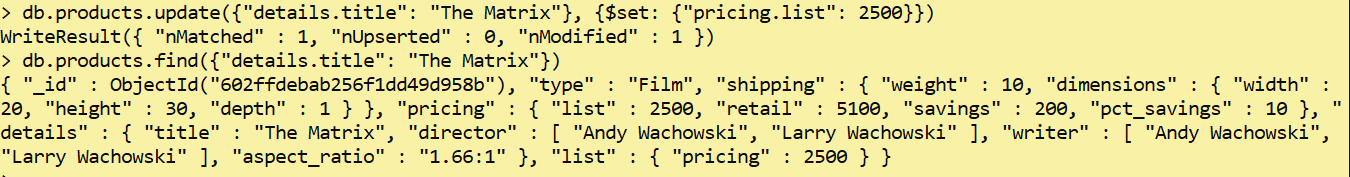 > db.products.update({"details.title": "The Matrix"}, {$set: {"pricing.list": 2500}})
WriteResult({ "nMatched" : 1, "nUpserted" : 0, "nModified" : 1 })
> db.products.find({"details.title": "The Matrix"})
{ "_id" : ObjectId("602ffdebab256f1dd49d958b"), "type" : "Film", "shipping" : { "weight" : 10, "dimensions" : { "width" :
20, "height" : 30, "depth" : 1 } }, "pricing" : { "list" : 2500, "retail" : 5100, "savings" : 200, "pct_savings" : 10 }, "
details" : { "title" : "The Matrix", "director" : [ "Andy Wachowski", "Larry Wachowski" ], "writer" : [ "Andy Wachowski",
"Larry Wachowski" ], "aspect_ratio" : "1.66:1" }, "list" : { "pricing" : 2500 } }